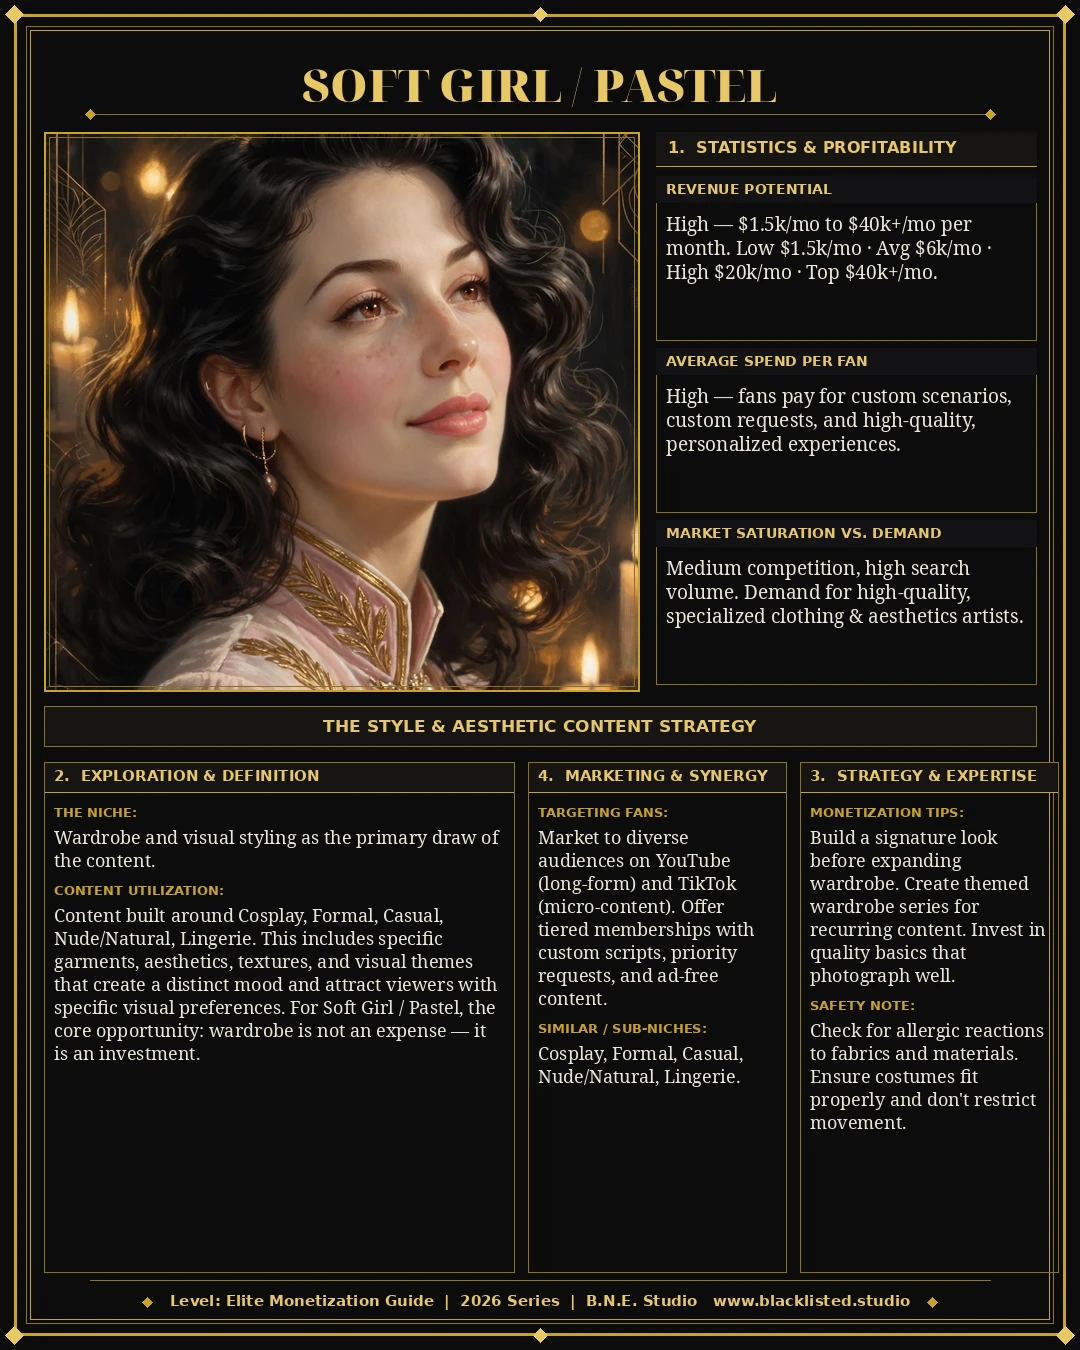 SOFT GIRL / PASTEL
1. STATISTICS & PROFITABILITY
REVENUE POTENTIAL
High — $1.5k/mo to $40k+/mo per
month. Low $1.5k/mo · Avg $6k/mo ·
High $20k/mo · Top $40k+/mo.
AVERAGE SPEND PER FAN
High — fans pay for custom scenarios,
custom requests, and high-quality,
personalized experiences.
MARKET SATURATION VS. DEMAND
Medium competition, high search
volume. Demand for high-quality,
specialized clothing & aesthetics artists.
THE STYLE & AESTHETIC CONTENT STRATEGY
2. EXPLORATION & DEFINITION
THE NICHE:
Wardrobe and visual styling as the primary draw of
the content.
CONTENT UTILIZATION:
Content built around Cosplay, Formal, Casual,
Nude/Natural, Lingerie. This includes specific
garments, aesthetics, textures, and visual themes
that create a distinct mood and attract viewers with
specific visual preferences. For Soft Girl / Pastel, the
core opportunity: wardrobe is not an expense — it
is an investment.
4. MARKETING & SYNERGY
TARGETING FANS:
Market to diverse
audiences on YouTube
(long-form) and TikTok
(micro-content). Offer
tiered memberships with
custom scripts, priority
requests, and ad-free
content.
SIMILAR / SUB-NICHES:
Cosplay, Formal, Casual,
Nude/Natural, Lingerie.
3. STRATEGY & EXPERTISE
MONETIZATION TIPS:
Build a signature look
before expanding
wardrobe. Create themed
wardrobe series for
recurring content. Invest in
quality basics that
photograph well.
SAFETY NOTE:
Check for allergic reactions
to fabrics and materials.
Ensure costumes fit
properly and don't restrict
movement.
Level: Elite Monetization Guide | 2026 Series | B.N.E. Studio www.blacklisted.studio